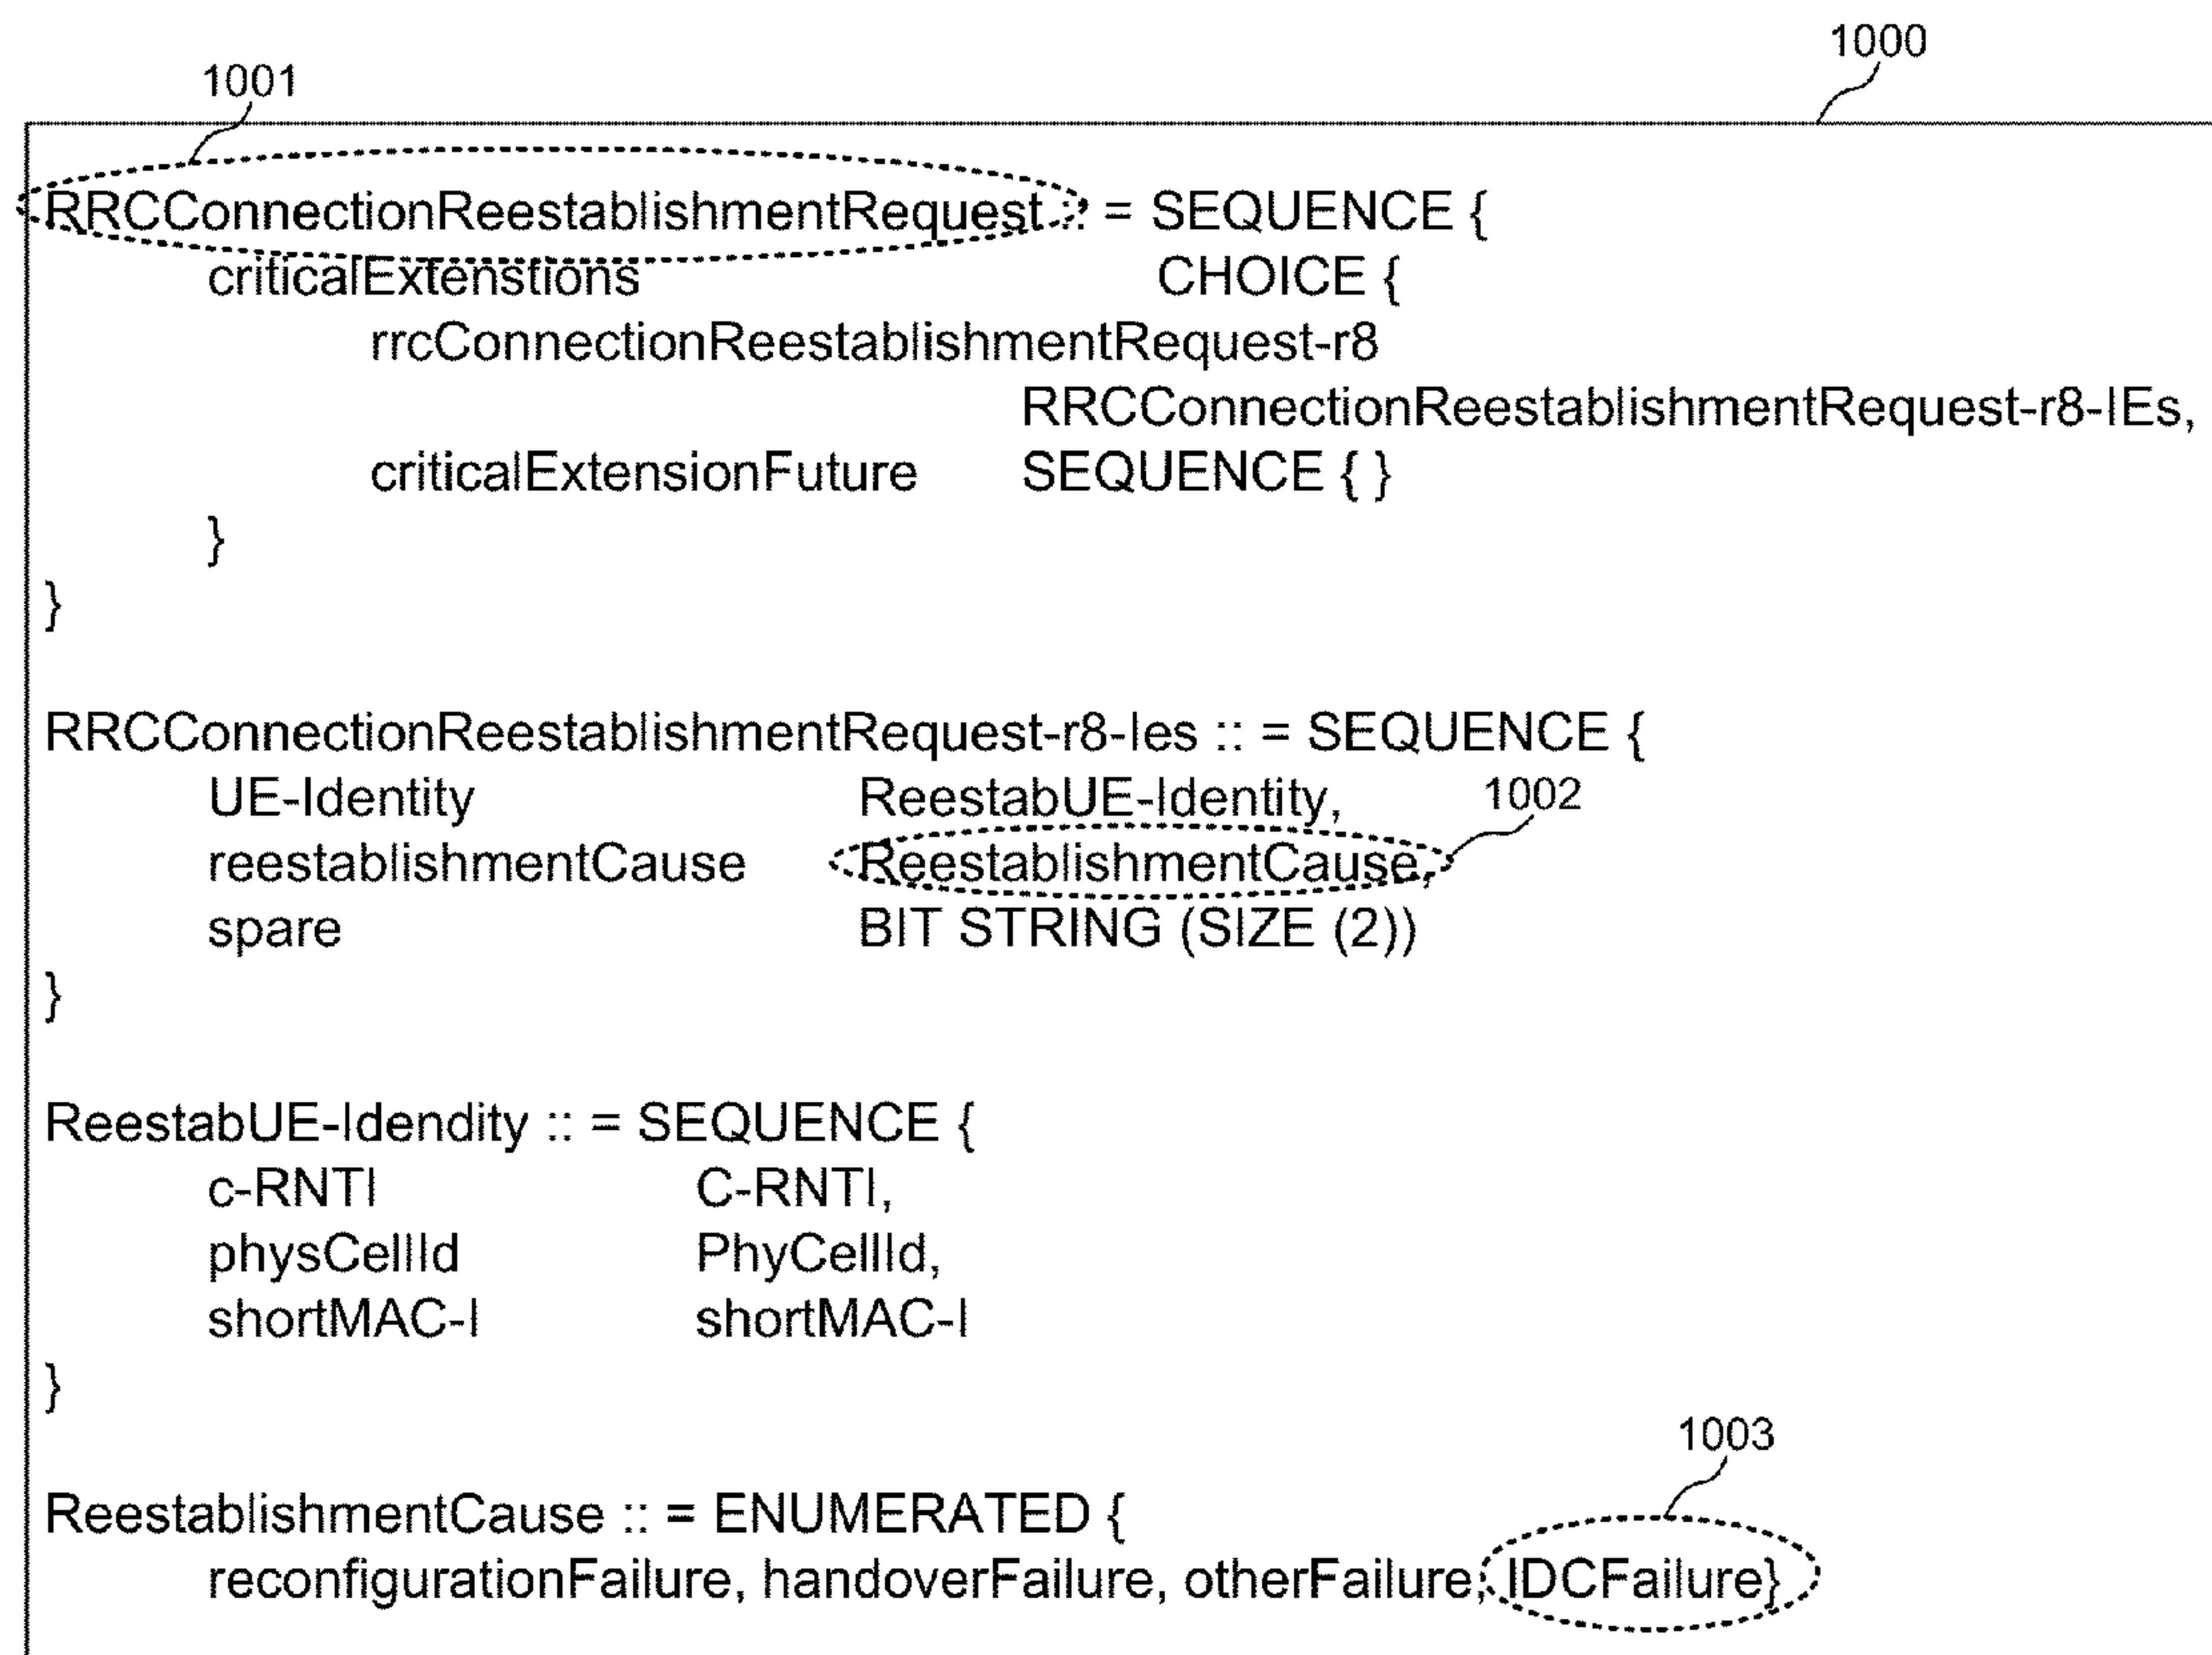 1000
1001
RRCConnectionReestablishmentRequest :: = SEQUENCE {
criticalExtenstions CHOICE {
rrcConnectionReestablishmentRequest-r8
RRCConnectionReestablishmentRequest-r8-IEs,
criticalExtensionFuture SEQUENCE { }
}
}
RRCConnectionReestablishmentRequest-r8-Ies :: = SEQUENCE {
UE-Identity ReestabUE-Identity,
1002
reestablishmentCause ReestablishmentCause,
spare BIT STRING (SIZE (2))
}
ReestabUE-Idendity :: = SEQUENCE {
c-RNTI C-RNTI,
physCellId PhyCellId,
shortMAC-I shortMAC-I
}
1003
ReestablishmentCause :: = ENUMERATED {
reconfigurationFailure, handoverFailure, otherFailure, IDCFailure}